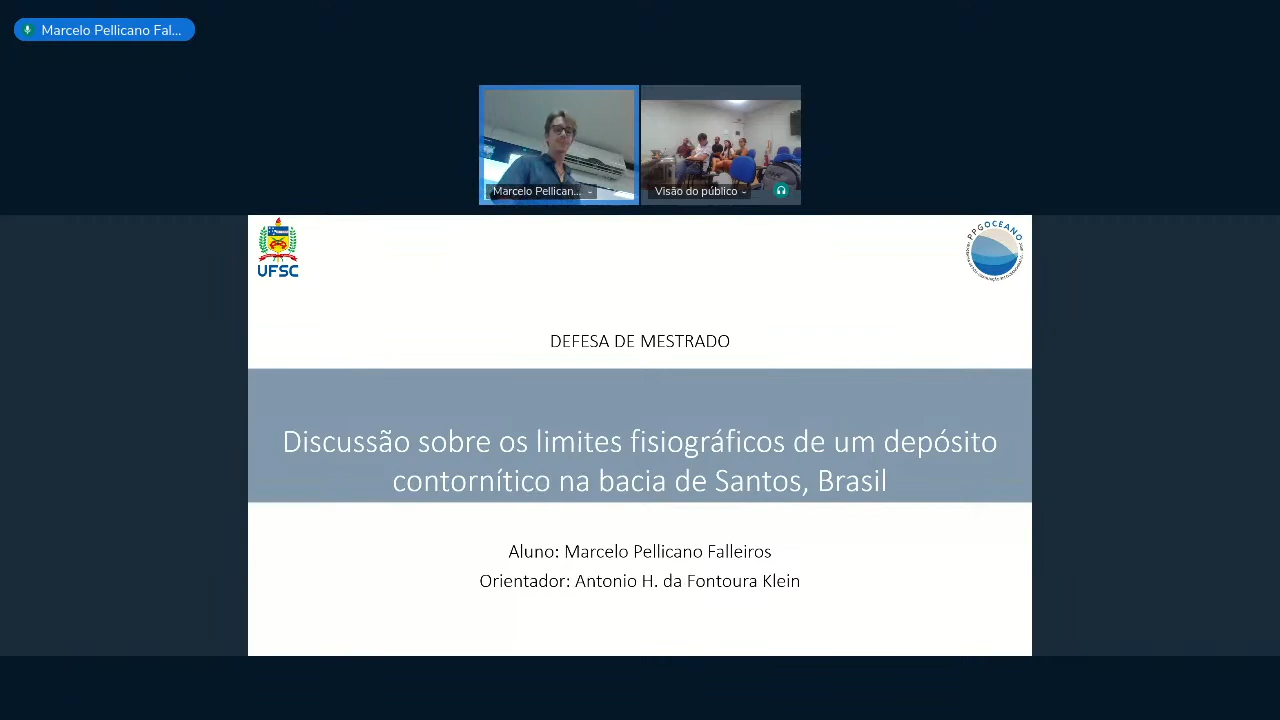 Marcelo Pellicano Fal...
Marcelo Pellican...
Visão do público
UFSC
PPGOCEANO
DEFESA DE MESTRADO
Discussão sobre os limites fisiográficos de um depósito
contornítico na bacia de Santos, Brasil
Aluno: Marcelo Pellicano Falleiros
Orientador: Antonio H. da Fontoura Klein